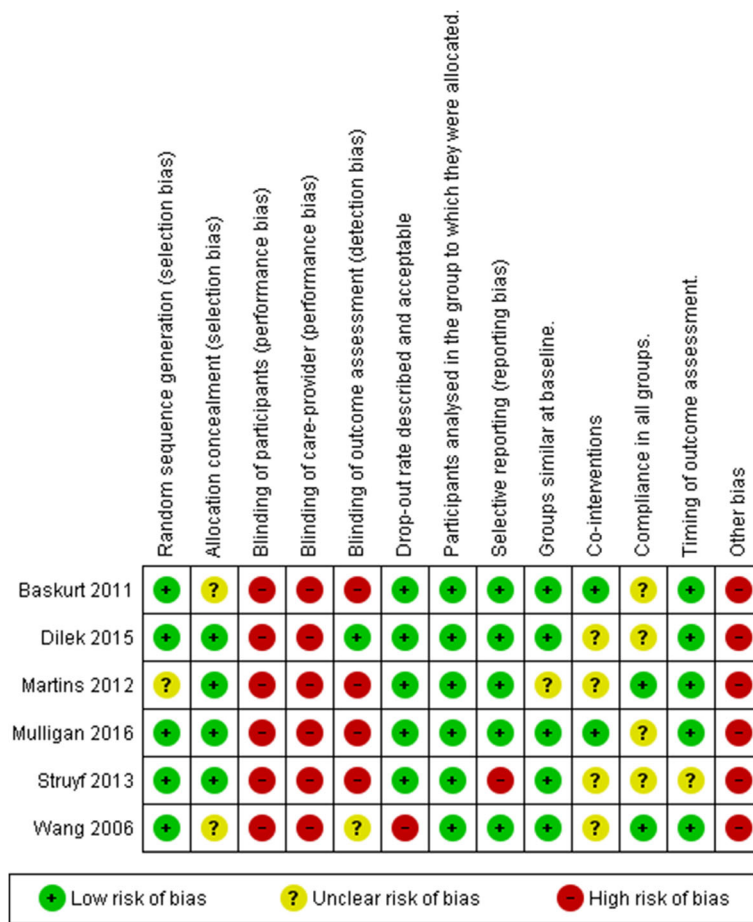 Random sequence generation (selection bias)
Allocation concealment (selection bias)
Blinding of participants (performance bias)
Blinding of care-provider (performance bias)
Blinding of outcome assessment (detection bias)
Drop-out rate described and acceptable
Participants analysed in the group to which they were allocated.
Selective reporting (reporting bias)
Groups similar at baseline.
Co-interventions
Compliance in all groups.
Timing of outcome assessment.
Other bias
Baskurt 2011 + ? - - - + + + + + ? + -
Dilek 2015 + + - - + + + + + ? ? + -
Martins 2012 ? + - - - + + + ? ? + + -
Mulligan 2016 + + - - - + + + + + ? + -
Struyf 2013 + + - - - + + - + ? ? ? -
Wang 2006 + ? - - ? - + + + ? + + -
+ Low risk of bias ? Unclear risk of bias - High risk of bias